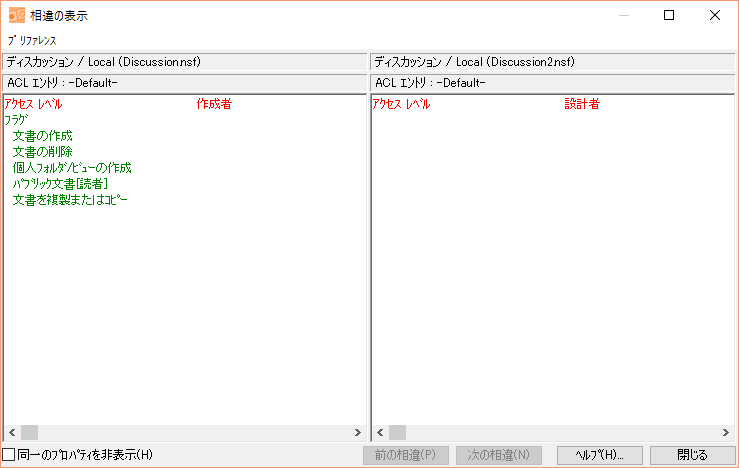 相違の表示
ﾌﾟﾘﾌｧﾚﾝｽ
ディスカッション / Local (Discussion.nsf)
ディスカッション / Local (Discussion2.nsf)
ACL ｴﾝﾄﾘ : -Default-
ACL ｴﾝﾄﾘ : -Default-
ｱｸｾｽ ﾚﾍﾞﾙ 作成者
ｱｸｾｽ ﾚﾍﾞﾙ 設計者
ﾌﾗｸﾞ
文書の作成
文書の削除
個人ﾌｫﾙﾀﾞ/ﾋﾞｭｰの作成
ﾊﾟﾌﾞﾘｯｸ文書[読者]
文書を複製またはｺﾋﾟｰ
同一のﾌﾟﾛﾊﾟﾃｨを非表示(H)
前の相違(P)
次の相違(N)
ﾍﾙﾌﾟ(H)...
閉じる